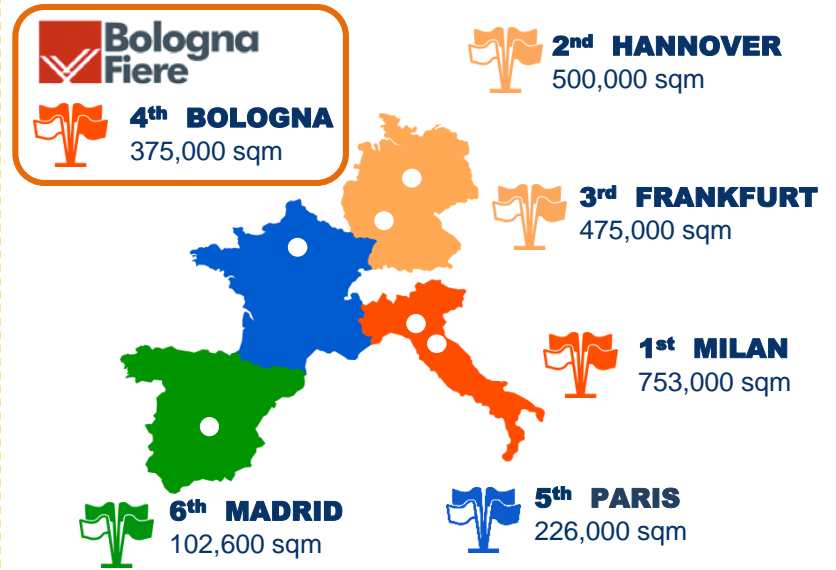 Bologna
Fiere
4th BOLOGNA
375,000 sqm
2nd HANNOVER
500,000 sqm
3rd FRANKFURT
475,000 sqm
1st MILAN
753,000 sqm
6th MADRID
102,600 sqm
5th PARIS
226,000 sqm